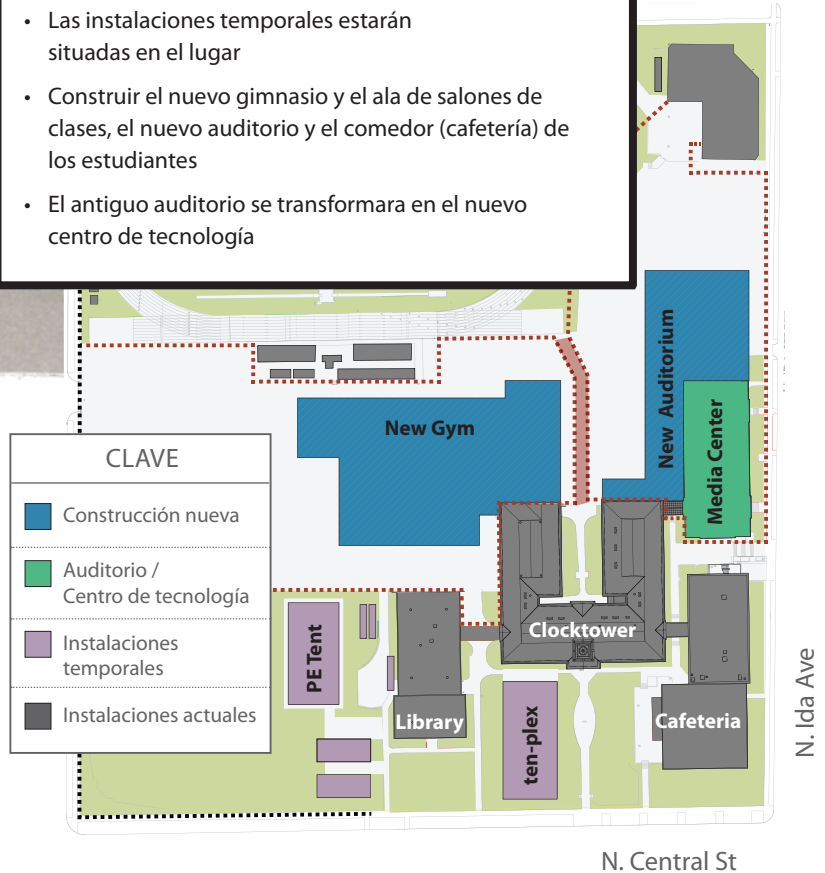 • Las instalaciones temporales estarán
situadas en el lugar
• Construir el nuevo gimnasio y el ala de salones de
clases, el nuevo auditorio y el comedor (cafetería) de
los estudiantes
• El antiguo auditorio se transformara en el nuevo
centro de tecnología
New Auditorium
Media Center
New Gym
CLAVE
Construcción nueva
Auditorio /
Centro de tecnología
Instalaciones
temporales
Instalaciones actuales
PE Tent
Library
Clocktower
ten-plex
Cafeteria
N. Ida Ave
N. Central St